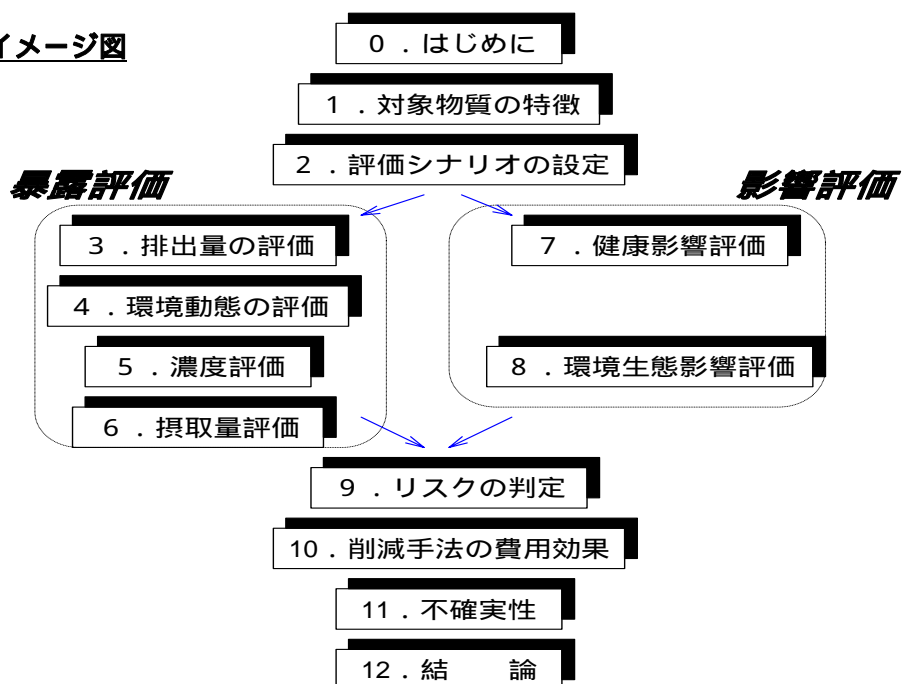 イメージ図
０．はじめに
１．対象物質の特徴
２．評価シナリオの設定
暴露評価
影響評価
３．排出量の評価
４．環境動態の評価
５．濃度評価
６．摂取量評価
７．健康影響評価
８．環境生態影響評価
９．リスクの判定
10．削減手法の費用効果
11．不確実性
12．結　　論